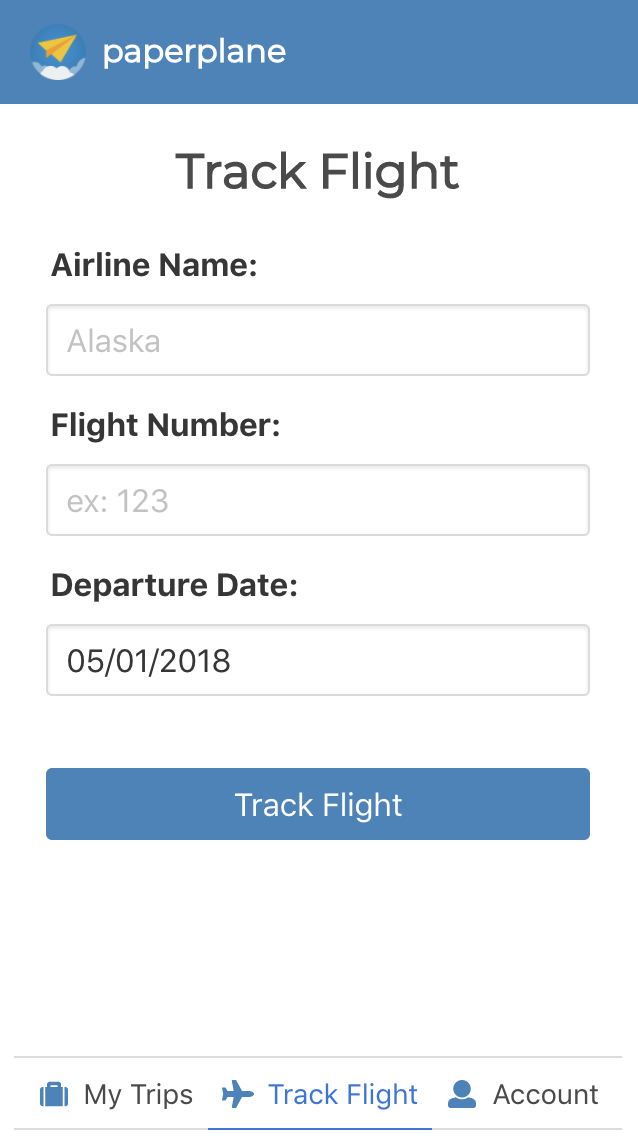 paperplane
Track Flight
Airline Name:
Alaska
Flight Number:
ex: 123
Departure Date:
05/01/2018
Track Flight
My Trips Track Flight Account